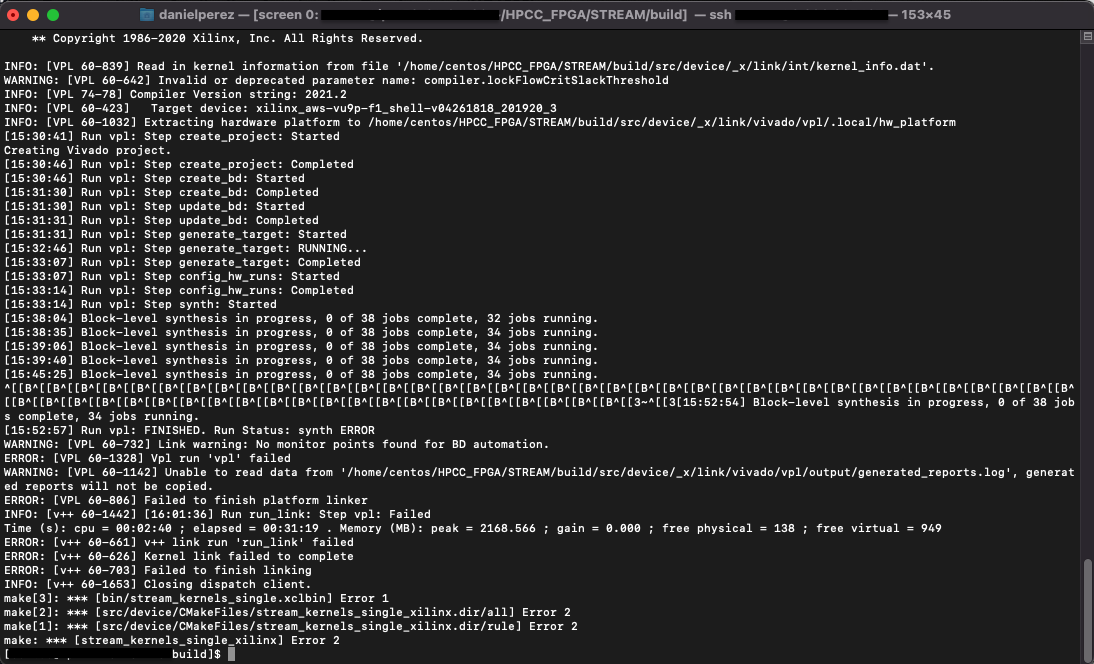 danielperez — [screen 0: /HPCC_FPGA/STREAM/build] — ssh — 153×45
** Copyright 1986-2020 Xilinx, Inc. All Rights Reserved.
INFO: [VPL 60-839] Read in kernel information from file '/home/centos/HPCC_FPGA/STREAM/build/src/device/_x/link/int/kernel_info.dat'.
WARNING: [VPL 60-642] Invalid or deprecated parameter name: compiler.lockFlowCritSlackThreshold
INFO: [VPL 74-78] Compiler Version string: 2021.2
INFO: [VPL 60-423]   Target device: xilinx_aws-vu9p-f1_shell-v04261818_201920_3
INFO: [VPL 60-1032] Extracting hardware platform to /home/centos/HPCC_FPGA/STREAM/build/src/device/_x/link/vivado/vpl/.local/hw_platform
[15:30:41] Run vpl: Step create_project: Started
Creating Vivado project.
[15:30:46] Run vpl: Step create_project: Completed
[15:30:46] Run vpl: Step create_bd: Started
[15:31:30] Run vpl: Step create_bd: Completed
[15:31:30] Run vpl: Step update_bd: Started
[15:31:31] Run vpl: Step update_bd: Completed
[15:31:31] Run vpl: Step generate_target: Started
[15:32:46] Run vpl: Step generate_target: RUNNING...
[15:33:07] Run vpl: Step generate_target: Completed
[15:33:07] Run vpl: Step config_hw_runs: Started
[15:33:14] Run vpl: Step config_hw_runs: Completed
[15:33:14] Run vpl: Step synth: Started
[15:38:04] Block-level synthesis in progress, 0 of 38 jobs complete, 32 jobs running.
[15:38:35] Block-level synthesis in progress, 0 of 38 jobs complete, 34 jobs running.
[15:39:06] Block-level synthesis in progress, 0 of 38 jobs complete, 34 jobs running.
[15:39:40] Block-level synthesis in progress, 0 of 38 jobs complete, 34 jobs running.
[15:45:25] Block-level synthesis in progress, 0 of 38 jobs complete, 34 jobs running.
^[[B^[[B^[[B^[[B^[[B^[[B^[[B^[[B^[[B^[[B^[[B^[[B^[[B^[[B^[[B^[[B^[[B^[[B^[[B^[[B^[[B^[[B^[[B^[[B^[[B^[[B^[[B^[[B^[[B^[[B^[[B^[[B^[[B^[[B^[[B^[[B^[[B^[[B^
[[B^[[B^[[B^[[B^[[B^[[B^[[B^[[B^[[B^[[B^[[B^[[B^[[B^[[B^[[B^[[B^[[B^[[B^[[B^[[B^[[B^[[B^[[3~^[[3[15:52:54] Block-level synthesis in progress, 0 of 38 job
s complete, 34 jobs running.
[15:52:57] Run vpl: FINISHED. Run Status: synth ERROR
WARNING: [VPL 60-732] Link warning: No monitor points found for BD automation.
ERROR: [VPL 60-1328] Vpl run 'vpl' failed
WARNING: [VPL 60-1142] Unable to read data from '/home/centos/HPCC_FPGA/STREAM/build/src/device/_x/link/vivado/vpl/output/generated_reports.log', generat
ed reports will not be copied.
ERROR: [VPL 60-806] Failed to finish platform linker
INFO: [v++ 60-1442] [16:01:36] Run run_link: Step vpl: Failed
Time (s): cpu = 00:02:40 ; elapsed = 00:31:19 . Memory (MB): peak = 2168.566 ; gain = 0.000 ; free physical = 138 ; free virtual = 949
ERROR: [v++ 60-661] v++ link run 'run_link' failed
ERROR: [v++ 60-626] Kernel link failed to complete
ERROR: [v++ 60-703] Failed to finish linking
INFO: [v++ 60-1653] Closing dispatch client.
make[3]: *** [bin/stream_kernels_single.xclbin] Error 1
make[2]: *** [src/device/CMakeFiles/stream_kernels_single_xilinx.dir/all] Error 2
make[1]: *** [src/device/CMakeFiles/stream_kernels_single_xilinx.dir/rule] Error 2
make: *** [stream_kernels_single_xilinx] Error 2
[ build]$